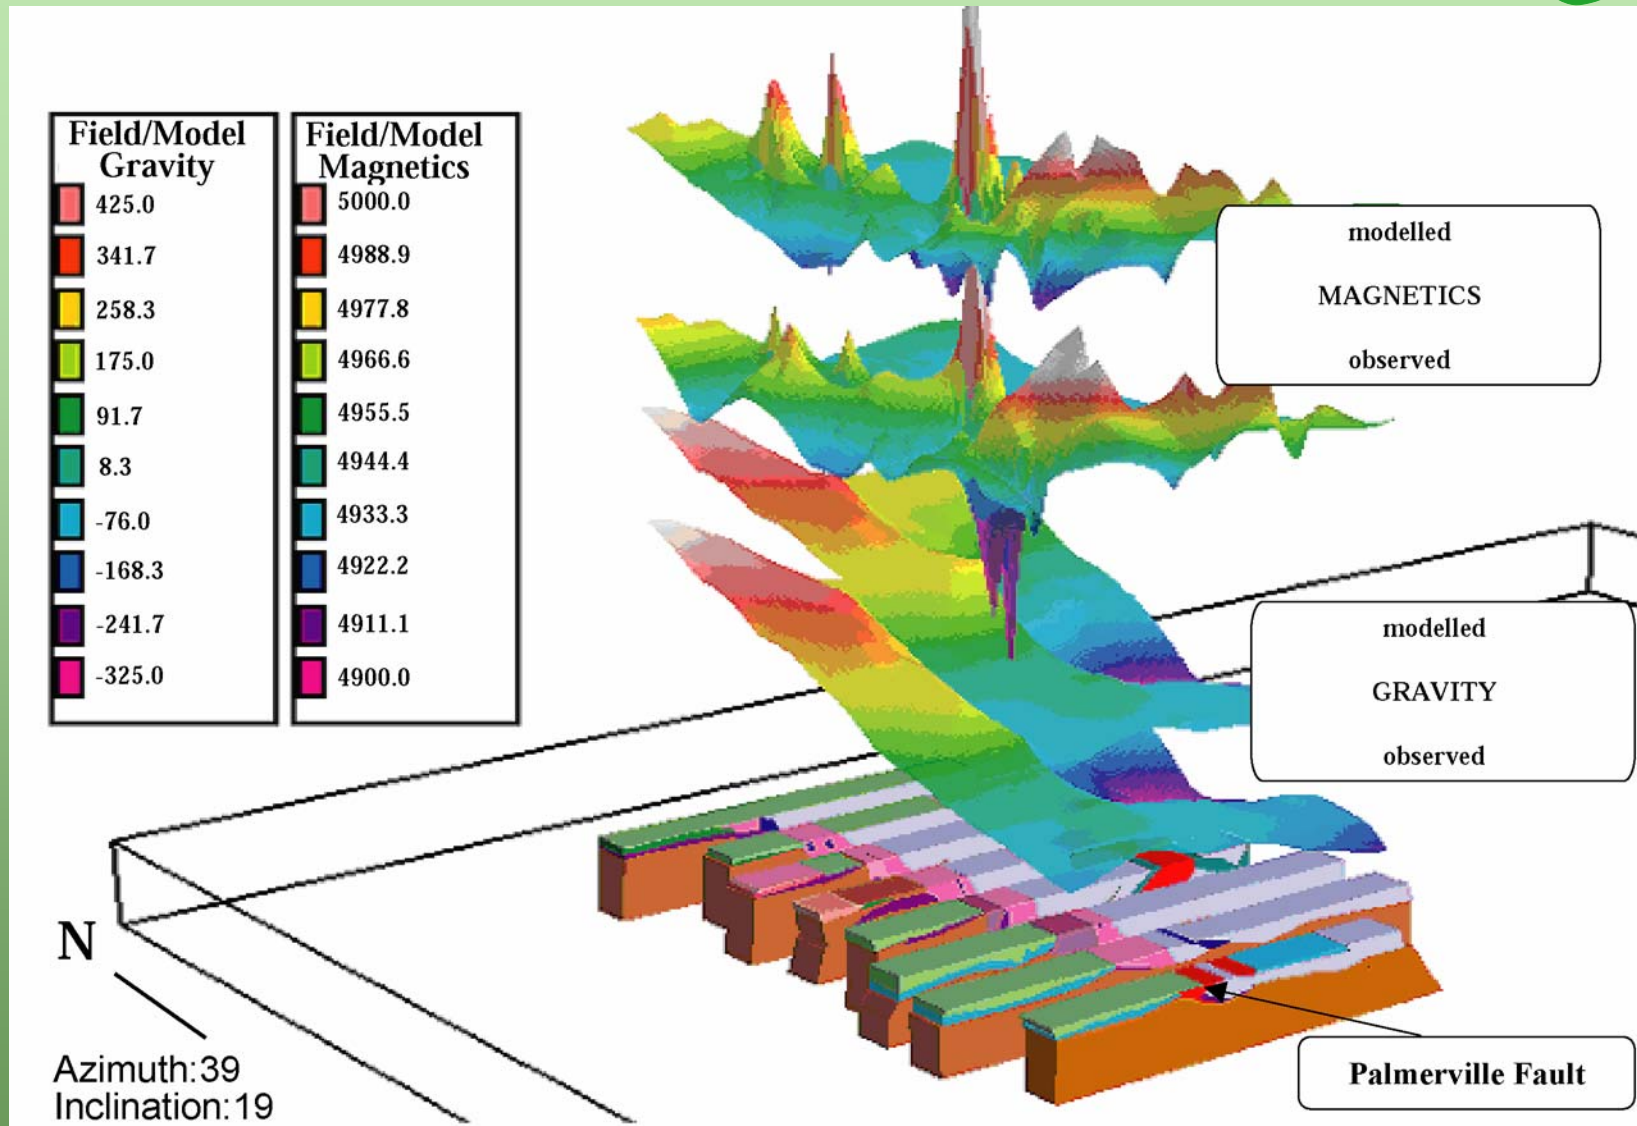 Field/Model
Gravity
425.0
341.7
258.3
175.0
91.7
8.3
-76.0
-168.3
-241.7
-325.0
Field/Model
Magnetics
5000.0
4988.9
4977.8
4966.6
4955.5
4944.4
4933.3
4922.2
4911.1
4900.0
modelled
MAGNETICS
observed
modelled
GRAVITY
observed
N
Azimuth:39
Inclination:19
Palmerville Fault